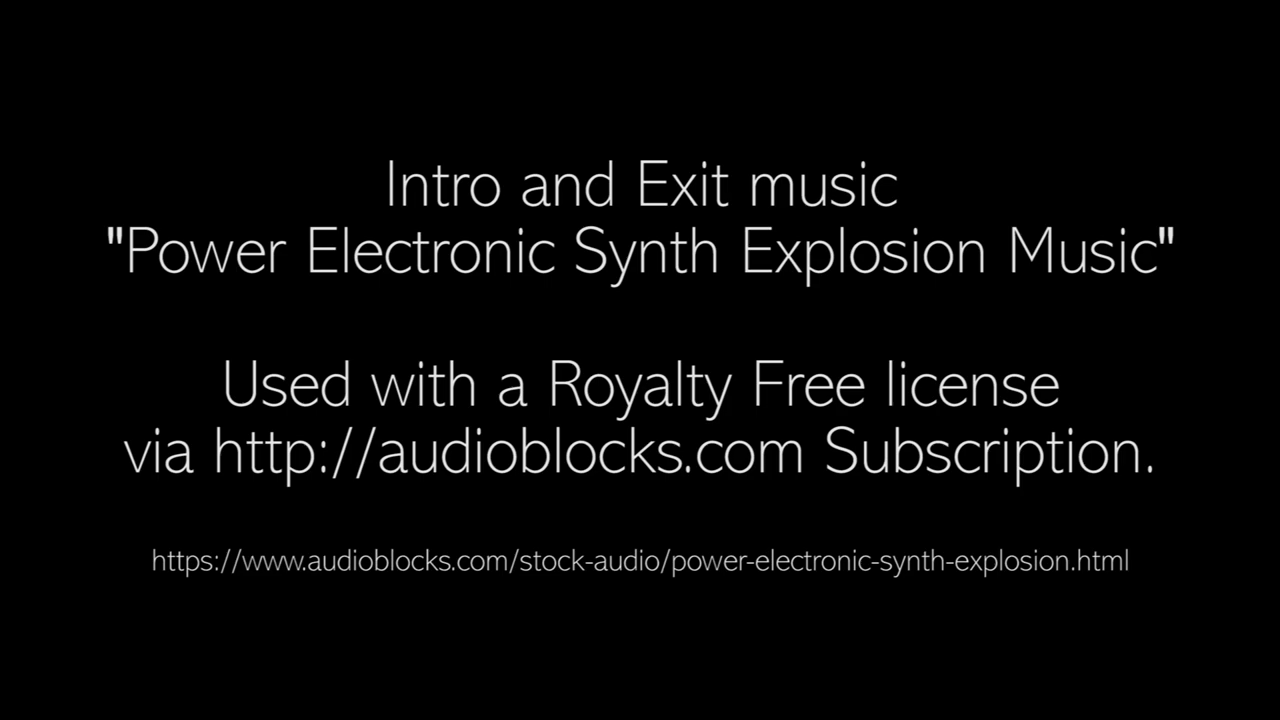 Intro and Exit music
"Power Electronic Synth Explosion Music"
Used with a Royalty Free license
via http://audioblocks.com Subscription.
https://www.audioblocks.com/stock-audio/power-electronic-synth-explosion.html